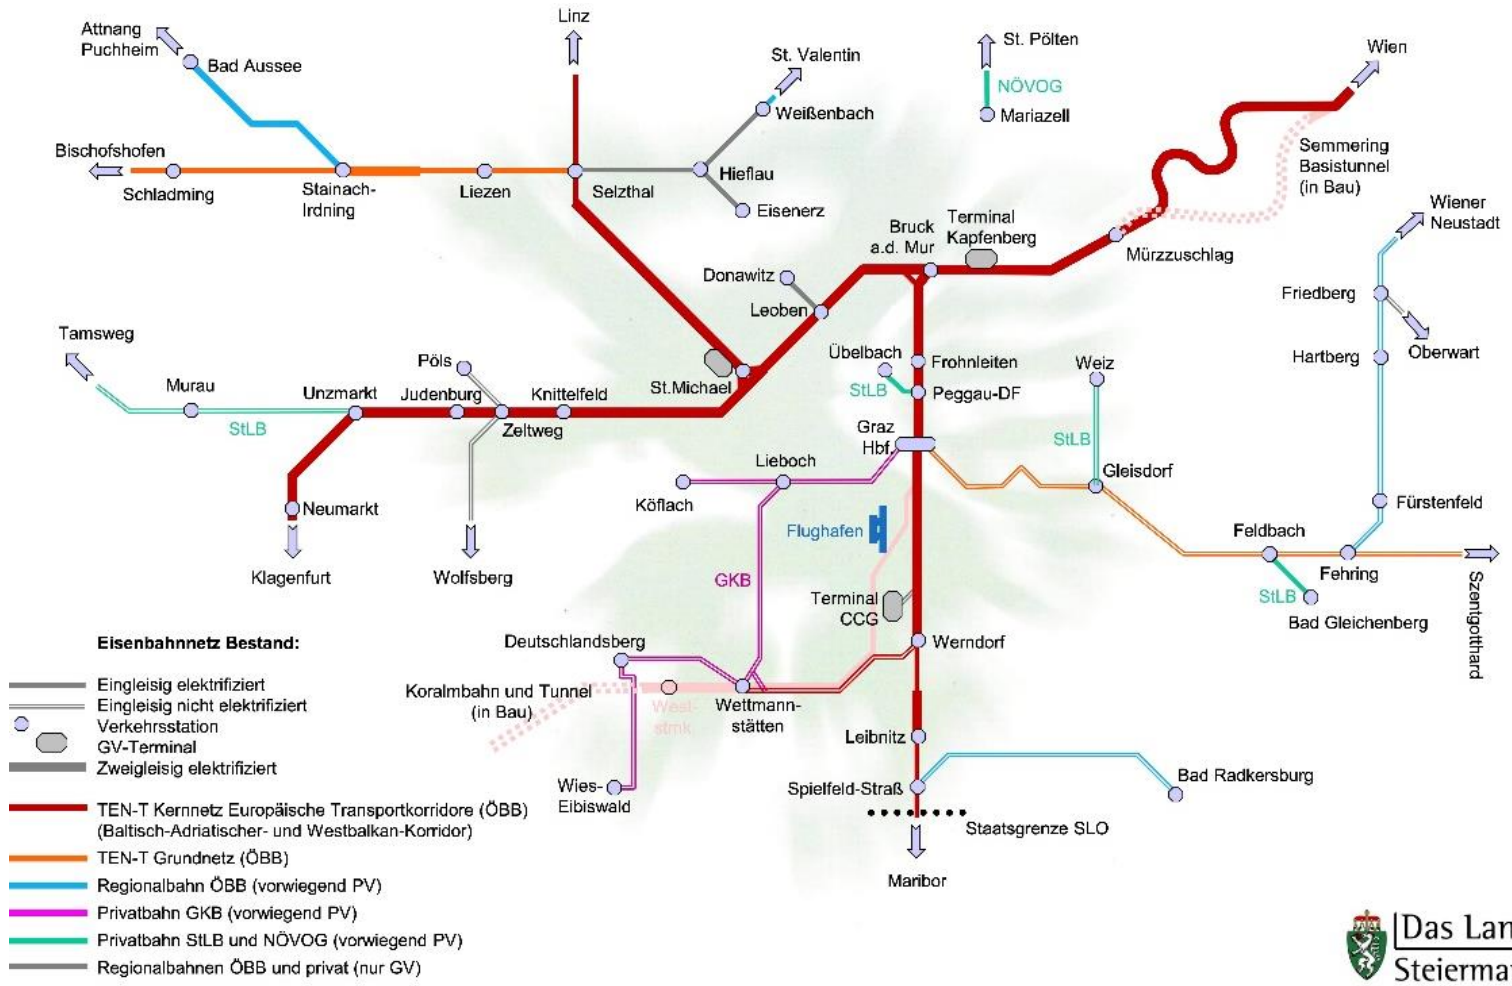 Linz
Attnang
Puchheim
Bad Aussee
St. Valentin
Weißenbach
St. Pölten
NÖVOG
Mariazell
Wien
Semmering
Basistunnel
(in Bau)
Bischofshofen
Schladming
Stainach-
Irdning
Liezen
Selzthal
Hieflau
Eisenerz
Bruck
a.d. Mur
Terminal
Kapfenberg
Mürzzuschlag
Wiener
Neustadt
Friedberg
Oberwart
Hartberg
Donawitz
Leoben
Tamsweg
Murau
StLB
Unzmarkt
Pöls
Judenburg
Zeltweg
Knittelfeld
St.Michael
Übelbach
StLB
Frohnleiten
Peggau-DF
Weiz
StLB
Graz
Hbf.
Gleisdorf
Lieboch
Köflach
Neumarkt
Klagenfurt
Wolfsberg
Flughafen
GKB
Fürstenfeld
Feldbach
Fehring
StLB
Bad Gleichenberg
Szentgotthard
Terminal
CCG
Werndorf
Deutschlandsberg
Koralmbahn und Tunnel
(in Bau)
West-
stmk
Wettmann-
stätten
Leibnitz
Wies-
Eibiswald
Spielfeld-Straß
Bad Radkersburg
Staatsgrenze SLO
Maribor
Eisenbahnnetz Bestand:
Eingleisig elektrifiziert
Eingleisig nicht elektrifiziert
Verkehrsstation
GV-Terminal
Zweigleisig elektrifiziert
TEN-T Kernnetz Europäische Transportkorridore (ÖBB)
(Baltisch-Adriatischer- und Westbalkan-Korridor)
TEN-T Grundnetz (ÖBB)
Regionalbahn ÖBB (vorwiegend PV)
Privatbahn GKB (vorwiegend PV)
Privatbahn StLB und NÖVOG (vorwiegend PV)
Regionalbahnen ÖBB und privat (nur GV)
Das Lan
Steierma